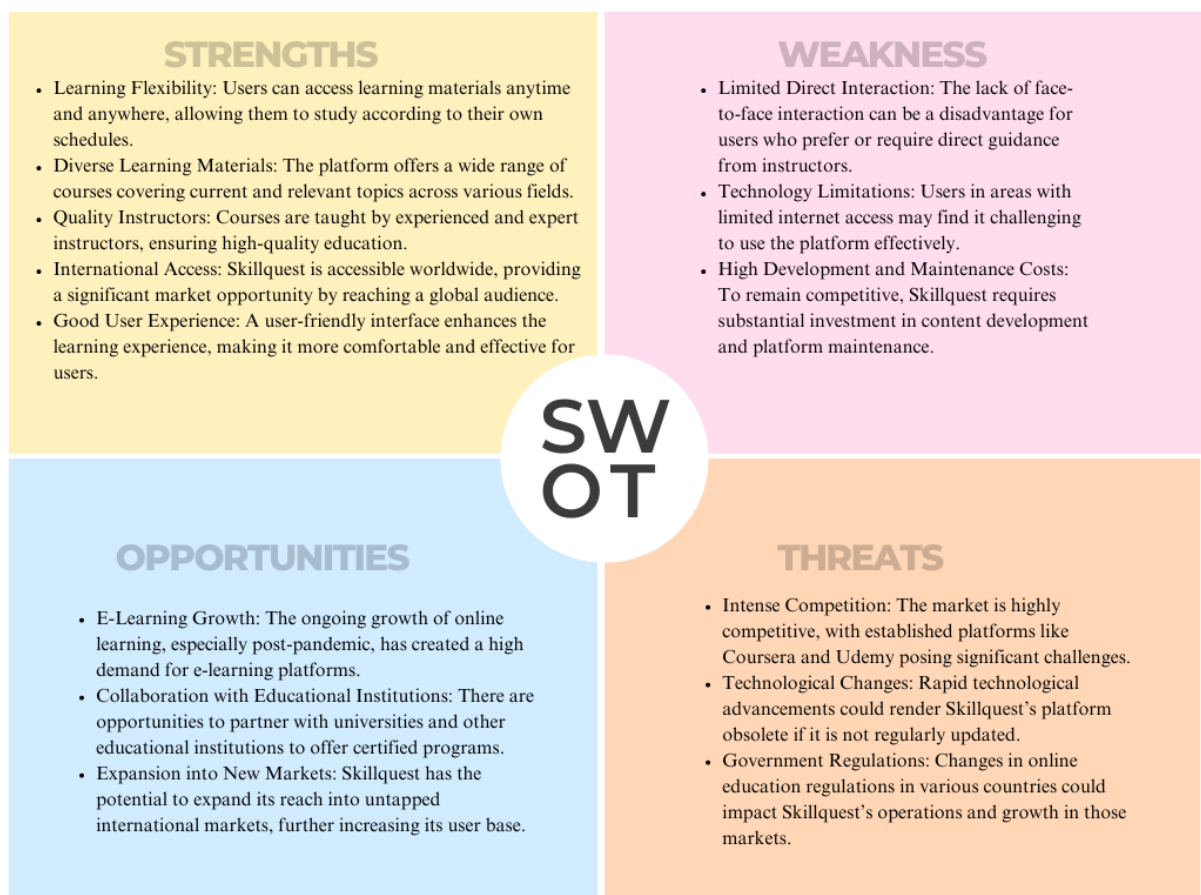 STRENGTHS
• Learning Flexibility: Users can access learning materials anytime
and anywhere, allowing them to study according to their own
schedules.
• Diverse Learning Materials: The platform offers a wide range of
courses covering current and relevant topics across various fields.
• Quality Instructors: Courses are taught by experienced and expert
instructors, ensuring high-quality education.
• International Access: Skillquest is accessible worldwide, providing
a significant market opportunity by reaching a global audience.
• Good User Experience: A user-friendly interface enhances the
learning experience, making it more comfortable and effective for
users.
WEAKNESS
• Limited Direct Interaction: The lack of face-
to-face interaction can be a disadvantage for
users who prefer or require direct guidance
from instructors.
• Technology Limitations: Users in areas with
limited internet access may find it challenging
to use the platform effectively.
• High Development and Maintenance Costs:
To remain competitive, Skillquest requires
substantial investment in content development
and platform maintenance.
SW
OT
OPPORTUNITIES
• E-Learning Growth: The ongoing growth of online
learning, especially post-pandemic, has created a high
demand for e-learning platforms.
• Collaboration with Educational Institutions: There are
opportunities to partner with universities and other
educational institutions to offer certified programs.
• Expansion into New Markets: Skillquest has the
potential to expand its reach into untapped
international markets, further increasing its user base.
THREATS
• Intense Competition: The market is highly
competitive, with established platforms like
Coursera and Udemy posing significant challenges.
• Technological Changes: Rapid technological
advancements could render Skillquest’s platform
obsolete if it is not regularly updated.
• Government Regulations: Changes in online
education regulations in various countries could
impact Skillquest’s operations and growth in those
markets.